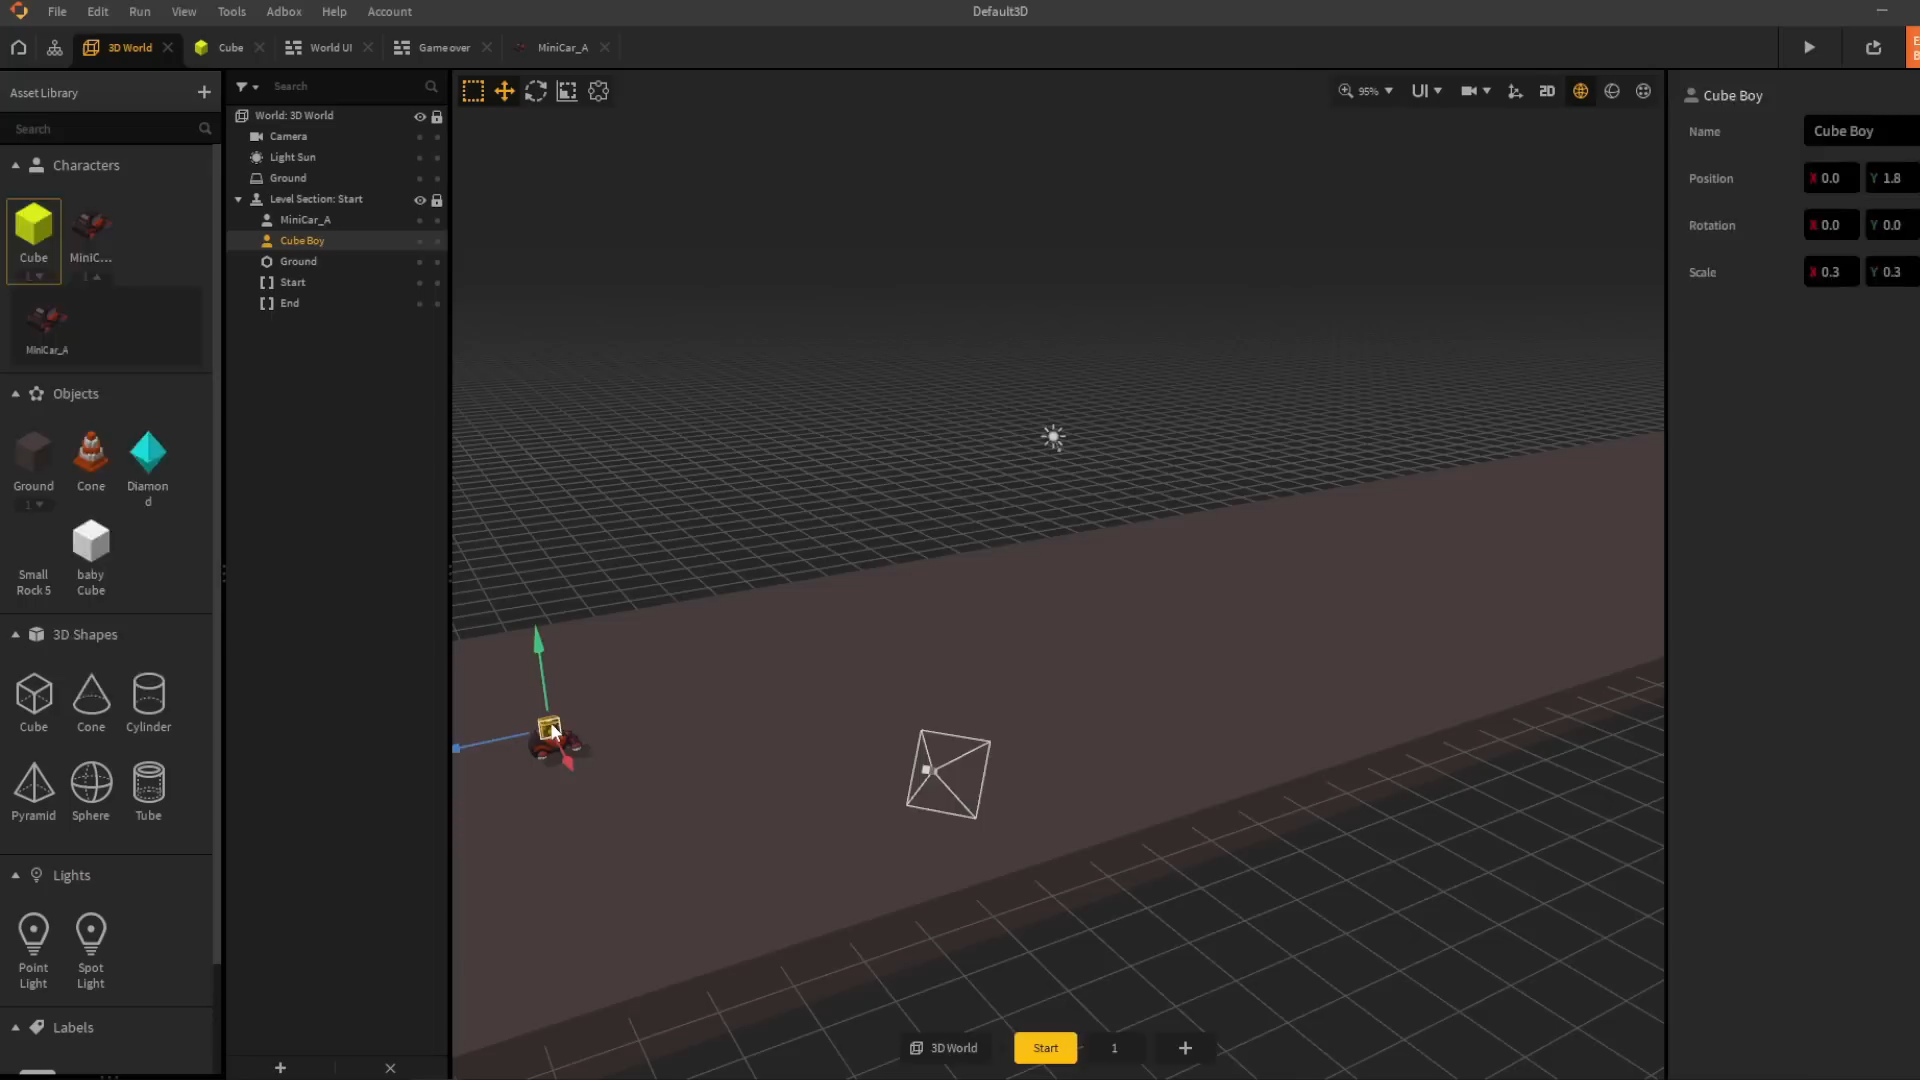 File Edit Run View Tools Adbox Help Account
Default3D
3D World Cube World UI Game over MiniCar_A
Asset Library
Search
Characters
Cube MiniC...
1 1
MiniCar_A
Objects
Ground Cone Diamon
d
1
Small baby
Rock 5 Cube
3D Shapes
Cube Cone Cylinder
Pyramid Sphere Tube
Lights
Point Spot
Light Light
Labels
Search
World: 3D World
Camera
Light Sun
Ground
Level Section: Start
MiniCar_A
Cube Boy
Ground
Start
End
95% UI 2D
3D World Start 1
Cube Boy
Name Cube Boy
Position X 0.0 Y 1.8
Rotation X 0.0 Y 0.0
Scale X 0.3 Y 0.3